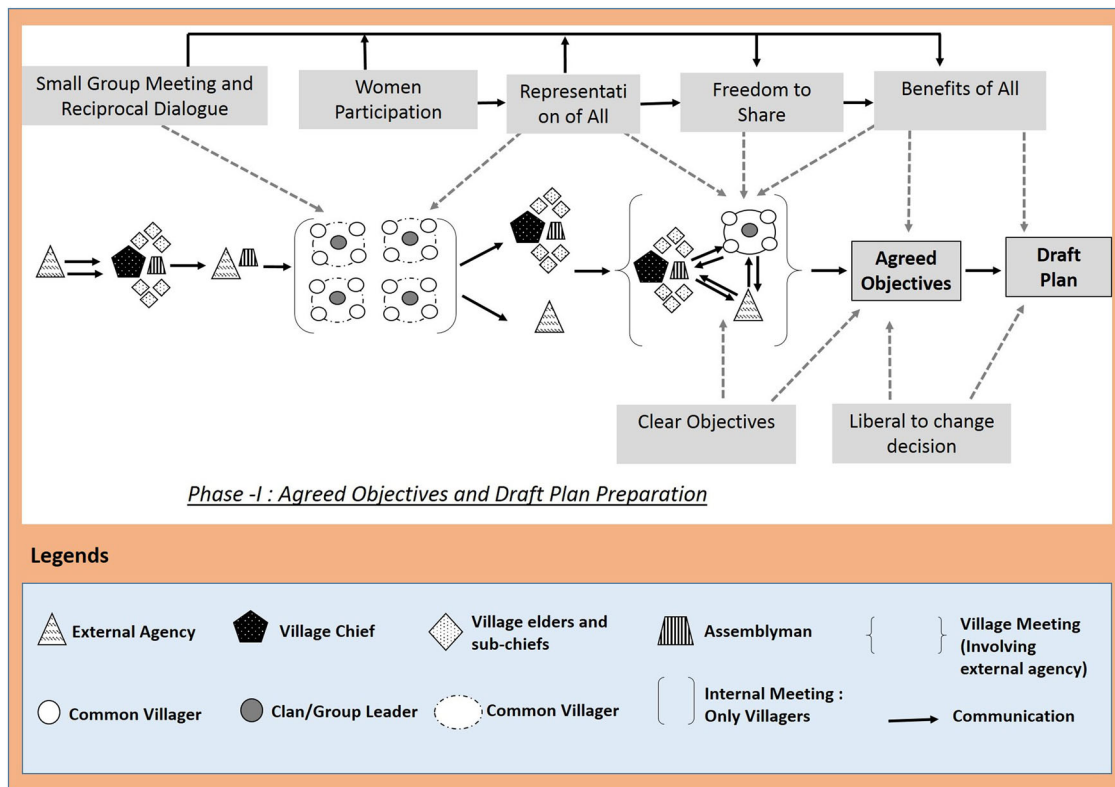 Small Group Meeting and
Reciprocal Dialogue
Women
Participation
Representati
on of All
Freedom to
Share
Benefits of All
Agreed
Objectives
Draft
Plan
Clear Objectives
Liberal to change
decision
Phase -I : Agreed Objectives and Draft Plan Preparation
Legends
External Agency
Village Chief
Village elders and
sub-chiefs
Assemblyman
Village Meeting
(Involving
external agency)
Common Villager
Clan/Group Leader
Common Villager
Internal Meeting :
Only Villagers
Communication